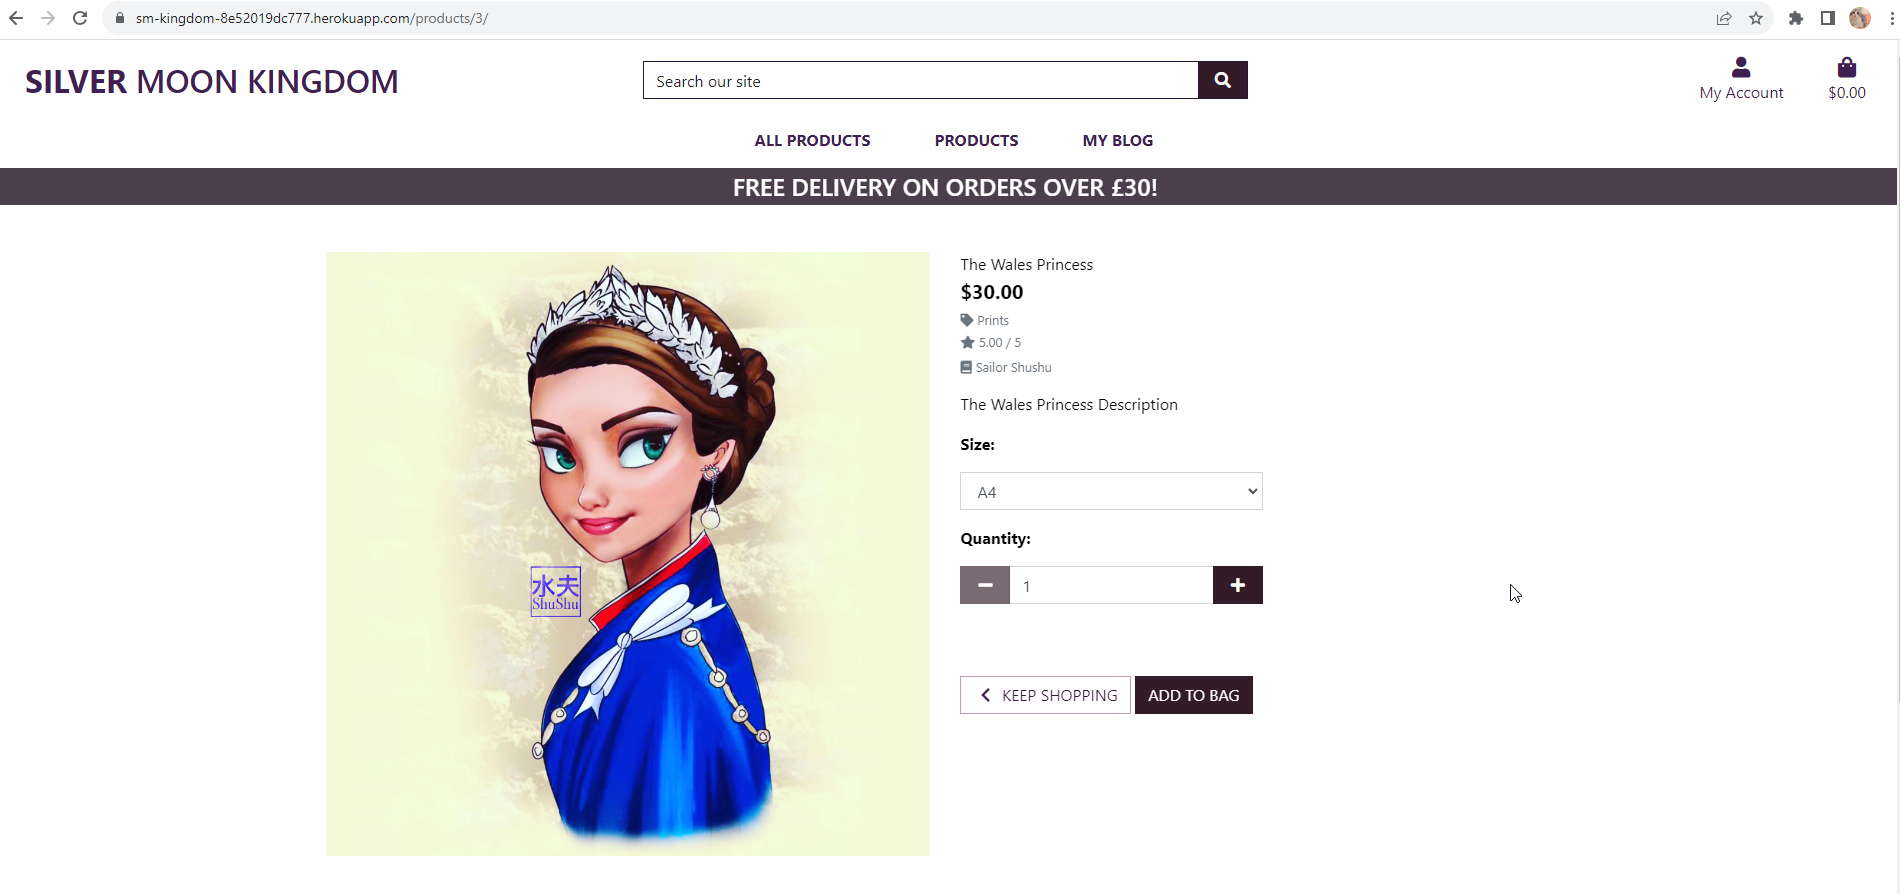 sm-kingdom-8e52019dc777.herokuapp.com/products/3/
SILVER MOON KINGDOM
Search our site
My Account
$0.00
ALL PRODUCTS
PRODUCTS
MY BLOG
FREE DELIVERY ON ORDERS OVER £30!
The Wales Princess
$30.00
Prints
5.00 / 5
Sailor Shushu
The Wales Princess Description
Size:
A4
Quantity:
1
KEEP SHOPPING
ADD TO BAG
水夫
ShuShu